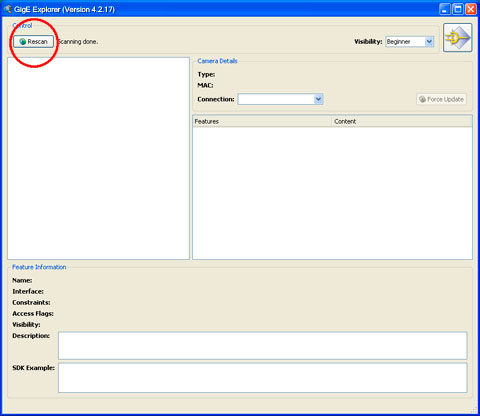 GigE Explorer (Version 4.2.17)
Control
Rescan Scanning done. Visibility: Beginner
Camera Details
Type:
MAC:
Connection: Force Update
Features Content
Feature Information
Name:
Interface:
Constraints:
Access Flags:
Visibility:
Description:
SDK Example: